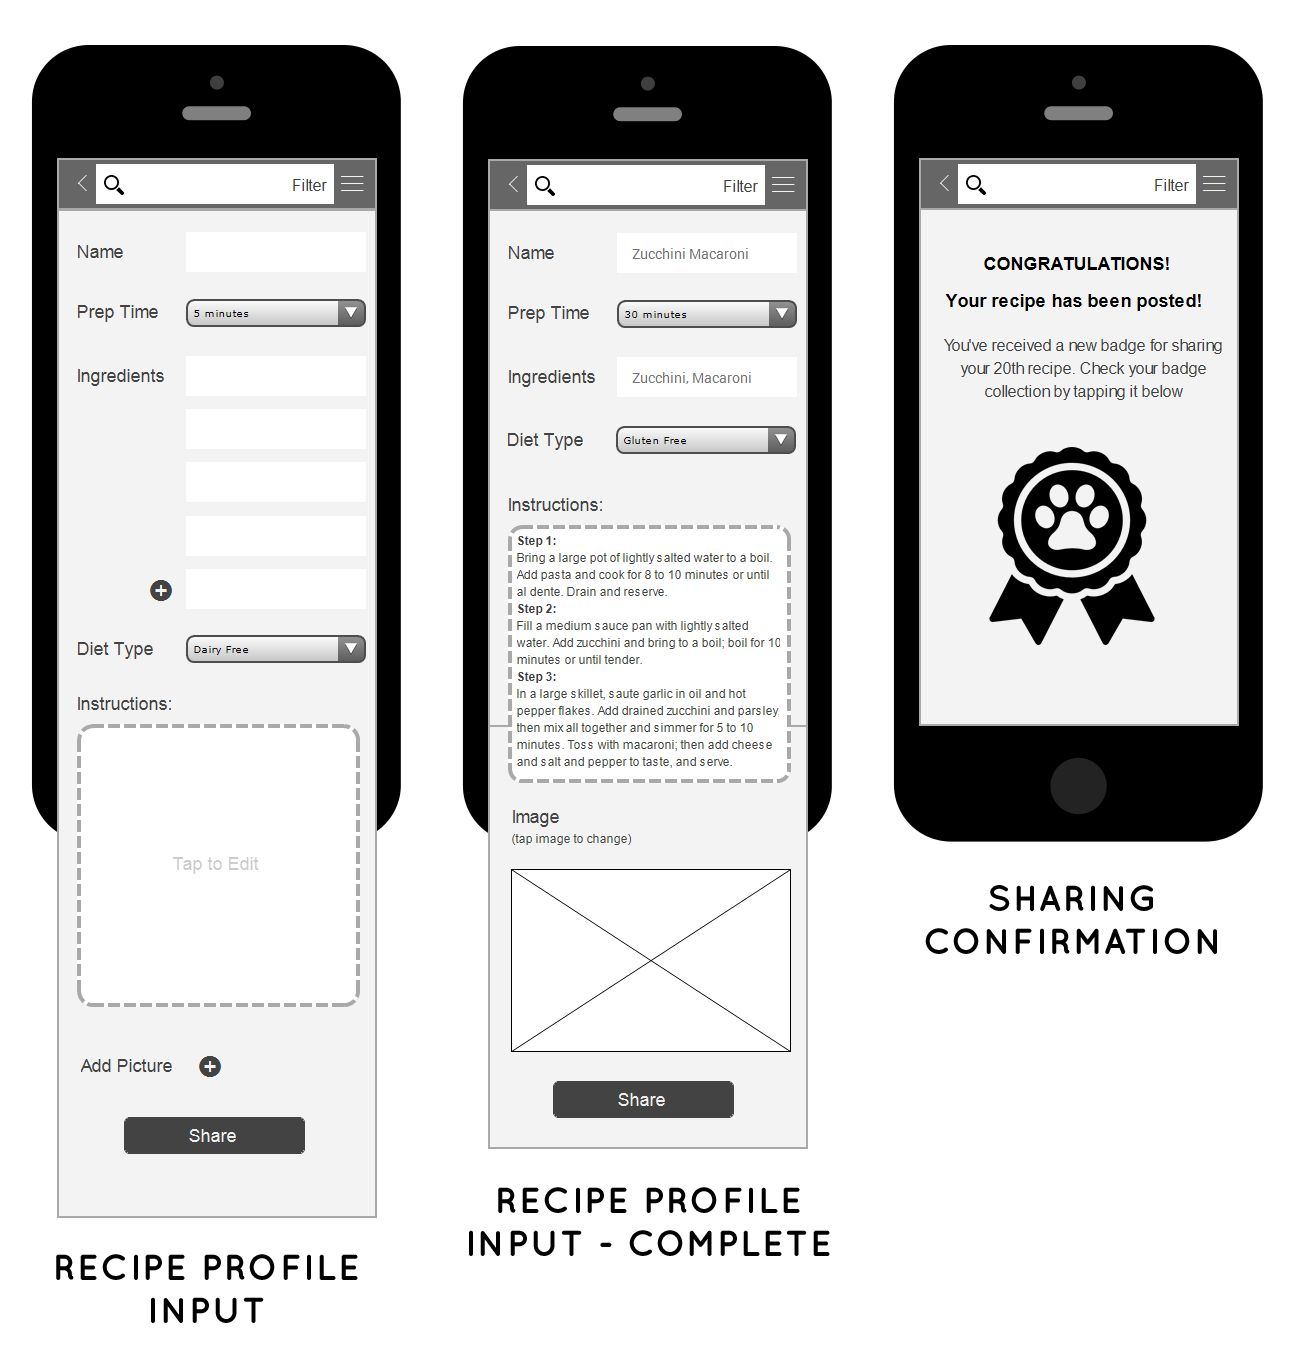 Filter
Name
Prep Time
5 minutes
Ingredients
Diet Type
Dairy Free
Instructions:
Tap to Edit
Add Picture
Share
RECIPE PROFILE
INPUT
Filter
Name
Zucchini Macaroni
Prep Time
30 minutes
Ingredients
Zucchini, Macaroni
Diet Type
Gluten Free
Instructions:
Step 1:
Bring a large pot of lightly salted water to a boil.
Add pasta and cook for 8 to 10 minutes or until
al dente. Drain and reserve.
Step 2:
Fill a medium sauce pan with lightly salted
water. Add zucchini and bring to a boil; boil for 10
minutes or until tender.
Step 3:
In a large skillet, saute garlic in oil and hot
pepper flakes. Add drained zucchini and parsley,
then mix all together and simmer for 5 to 10
minutes. Toss with macaroni; then add cheese
and salt and pepper to taste, and serve.
Image
(tap image to change)
Share
RECIPE PROFILE
INPUT - COMPLETE
Filter
CONGRATULATIONS!
Your recipe has been posted!
You've received a new badge for sharing
your 20th recipe. Check your badge
collection by tapping it below
SHARING
CONFIRMATION